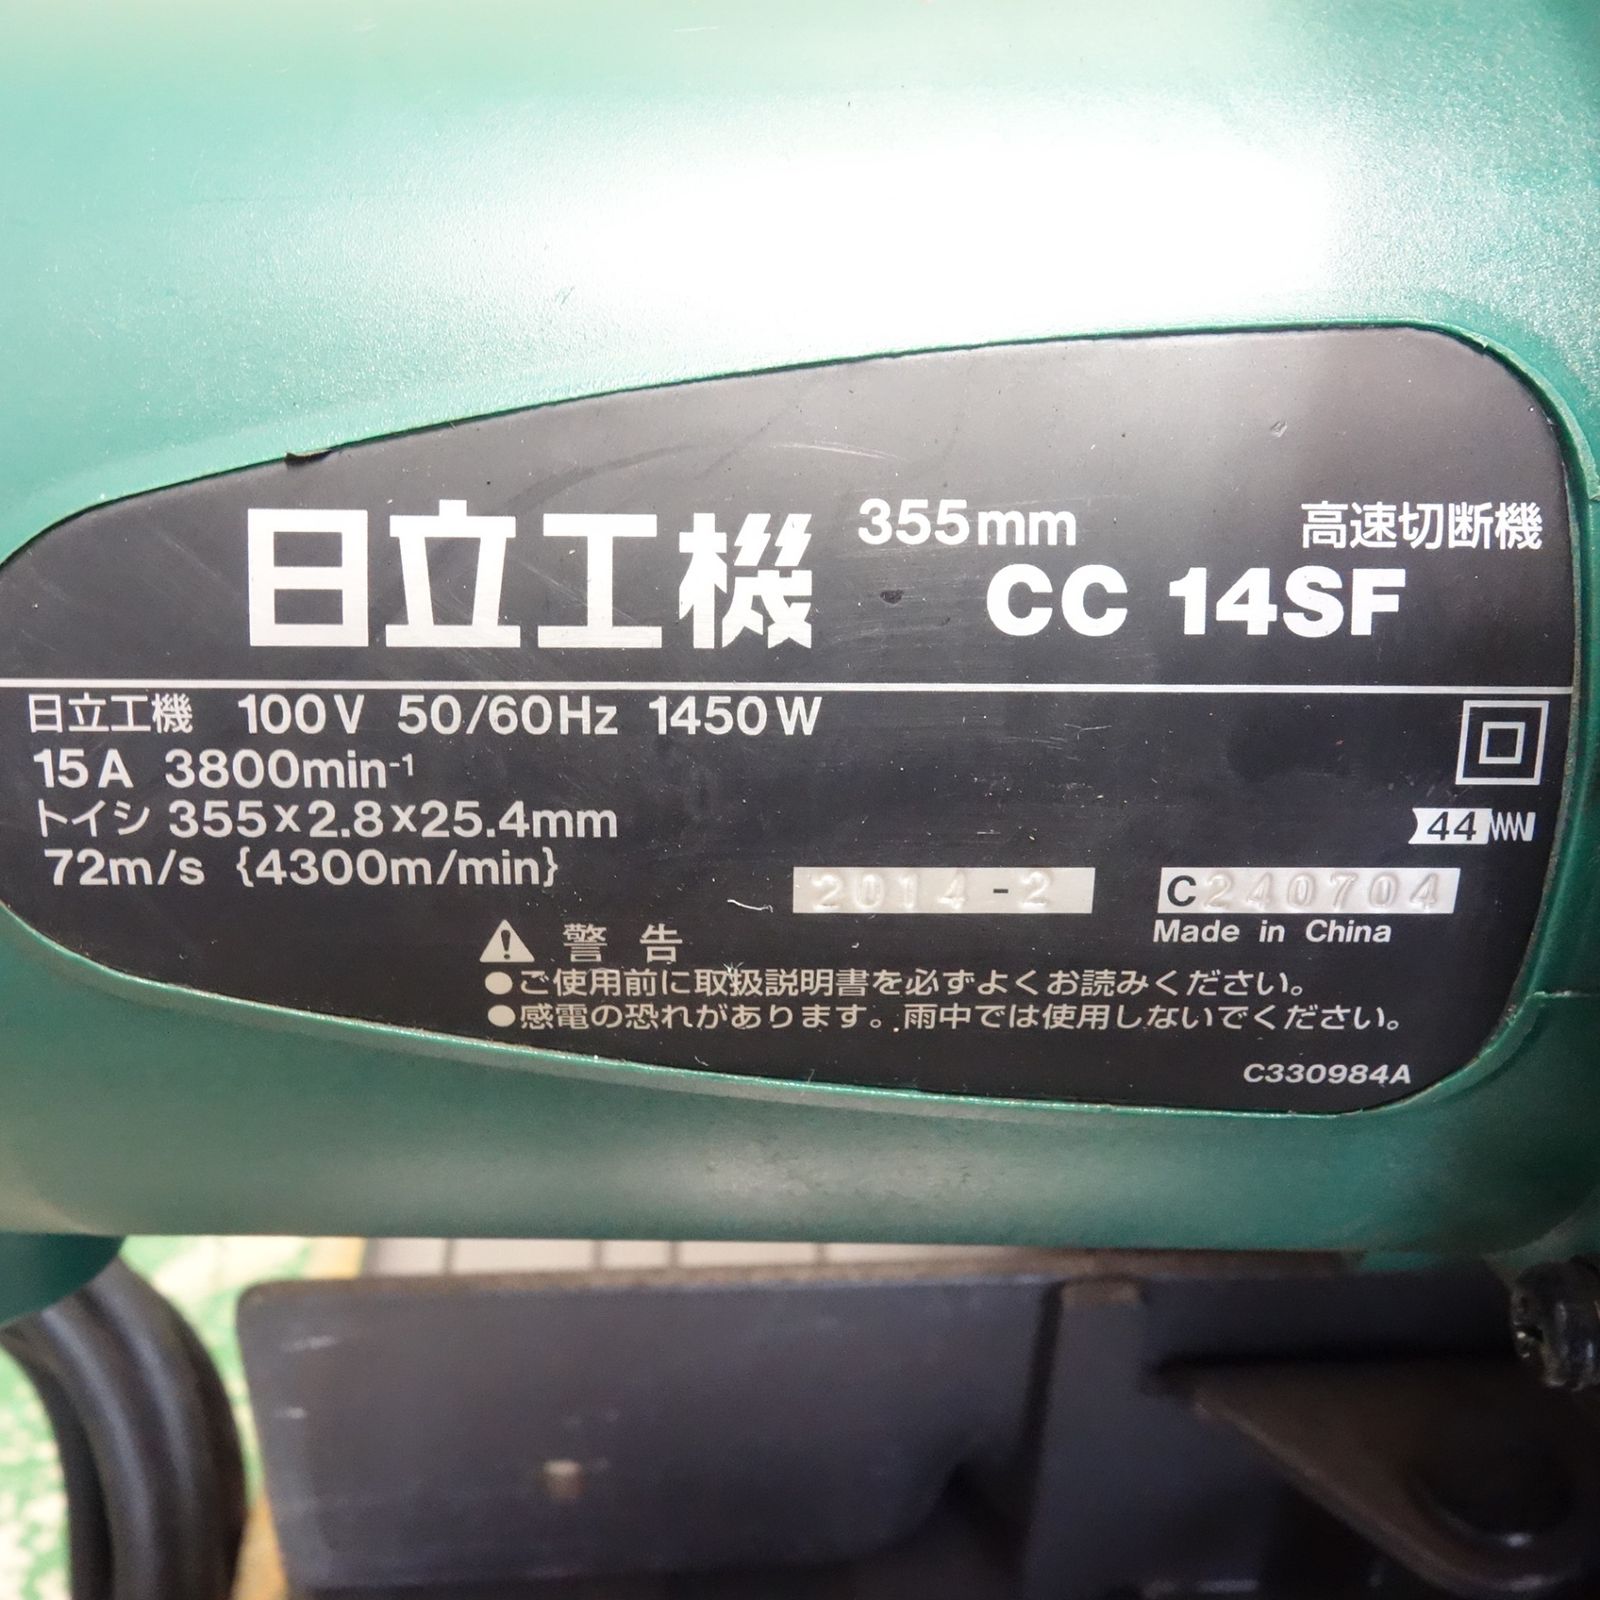 日立工機 355mm 高速切断機
CC 14SF
日立工機 100V 50/60Hz 1450W
15A 3800min-1
トイシ 355×2.8×25.4mm
44
72m/s {4300m/min}
2014-2 C240704
Made in China
警告
●ご使用前に取扱説明書を必ずよくお読みください。
●感電の恐れがあります。雨中では使用しないでください。
C330984A